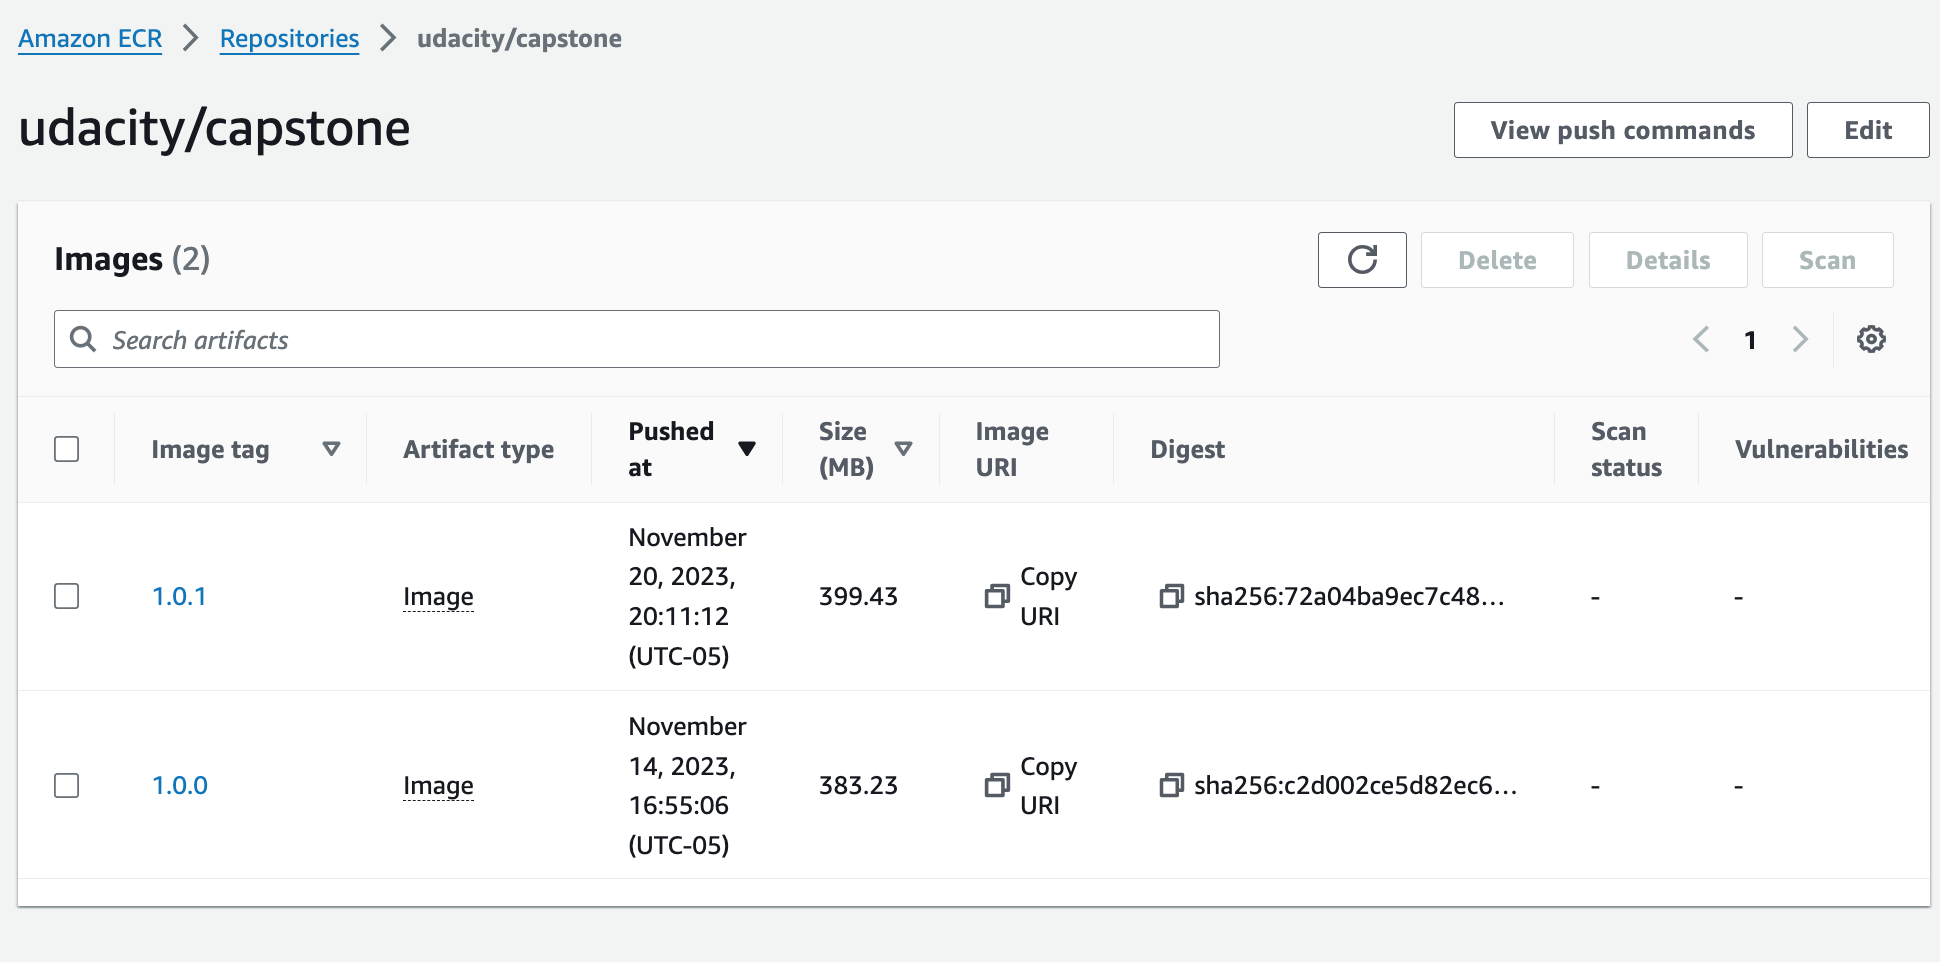 Amazon ECR > Repositories > udacity/capstone
udacity/capstone
View push commands
Edit
Images (2)
Delete
Details
Scan
Search artifacts
1
Image tag
Artifact type
Pushed
at
Size
(MB)
Image
URI
Digest
Scan
status
Vulnerabilities
1.0.1
Image
November
20, 2023,
20:11:12
(UTC-05)
399.43
Copy
URI
sha256:72a04ba9ec7c48...
-
-
1.0.0
Image
November
14, 2023,
16:55:06
(UTC-05)
383.23
Copy
URI
sha256:c2d002ce5d82ec6...
-
-